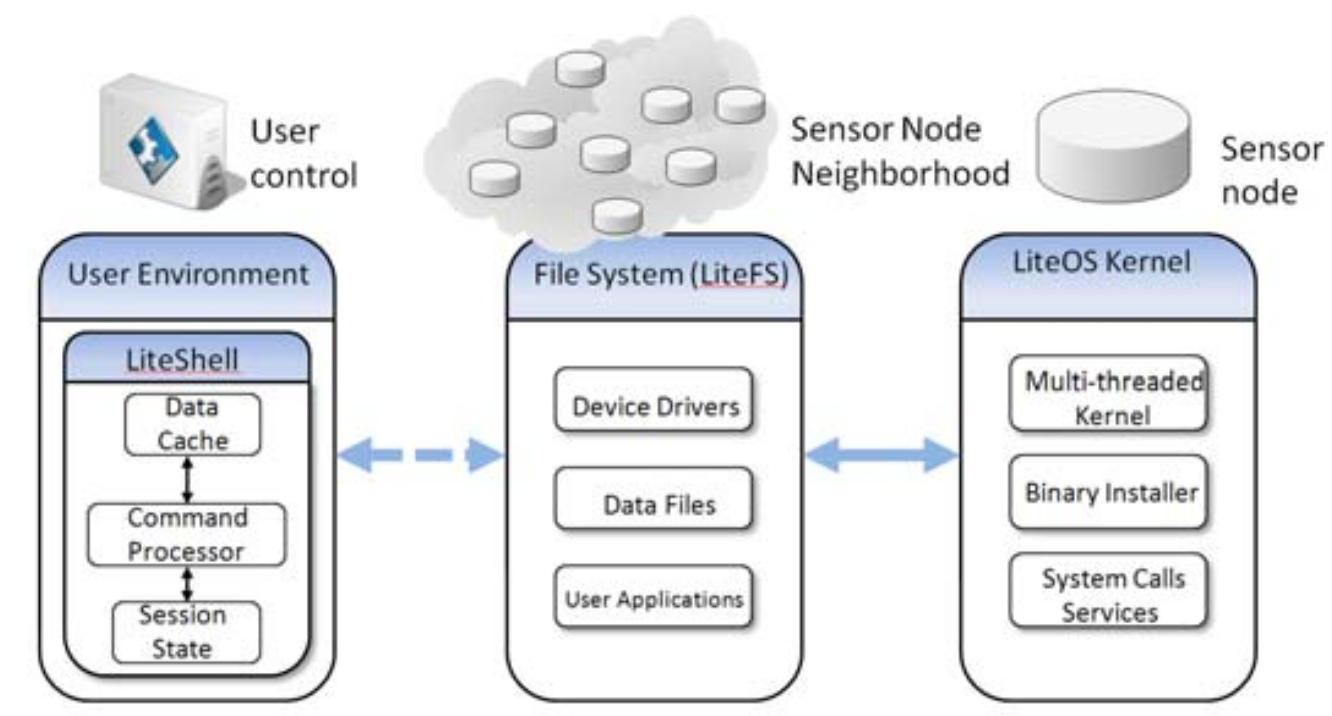 User
control
Sensor Node
Neighborhood
Sensor
node
User Environment
LiteShell
Data
Cache
Command
Processor
Session
State
File System (LiteFS)
Device Drivers
Data Files
User Applications
LiteOS Kernel
Multi-threaded
Kernel
Binary Installer
System Calls
Services